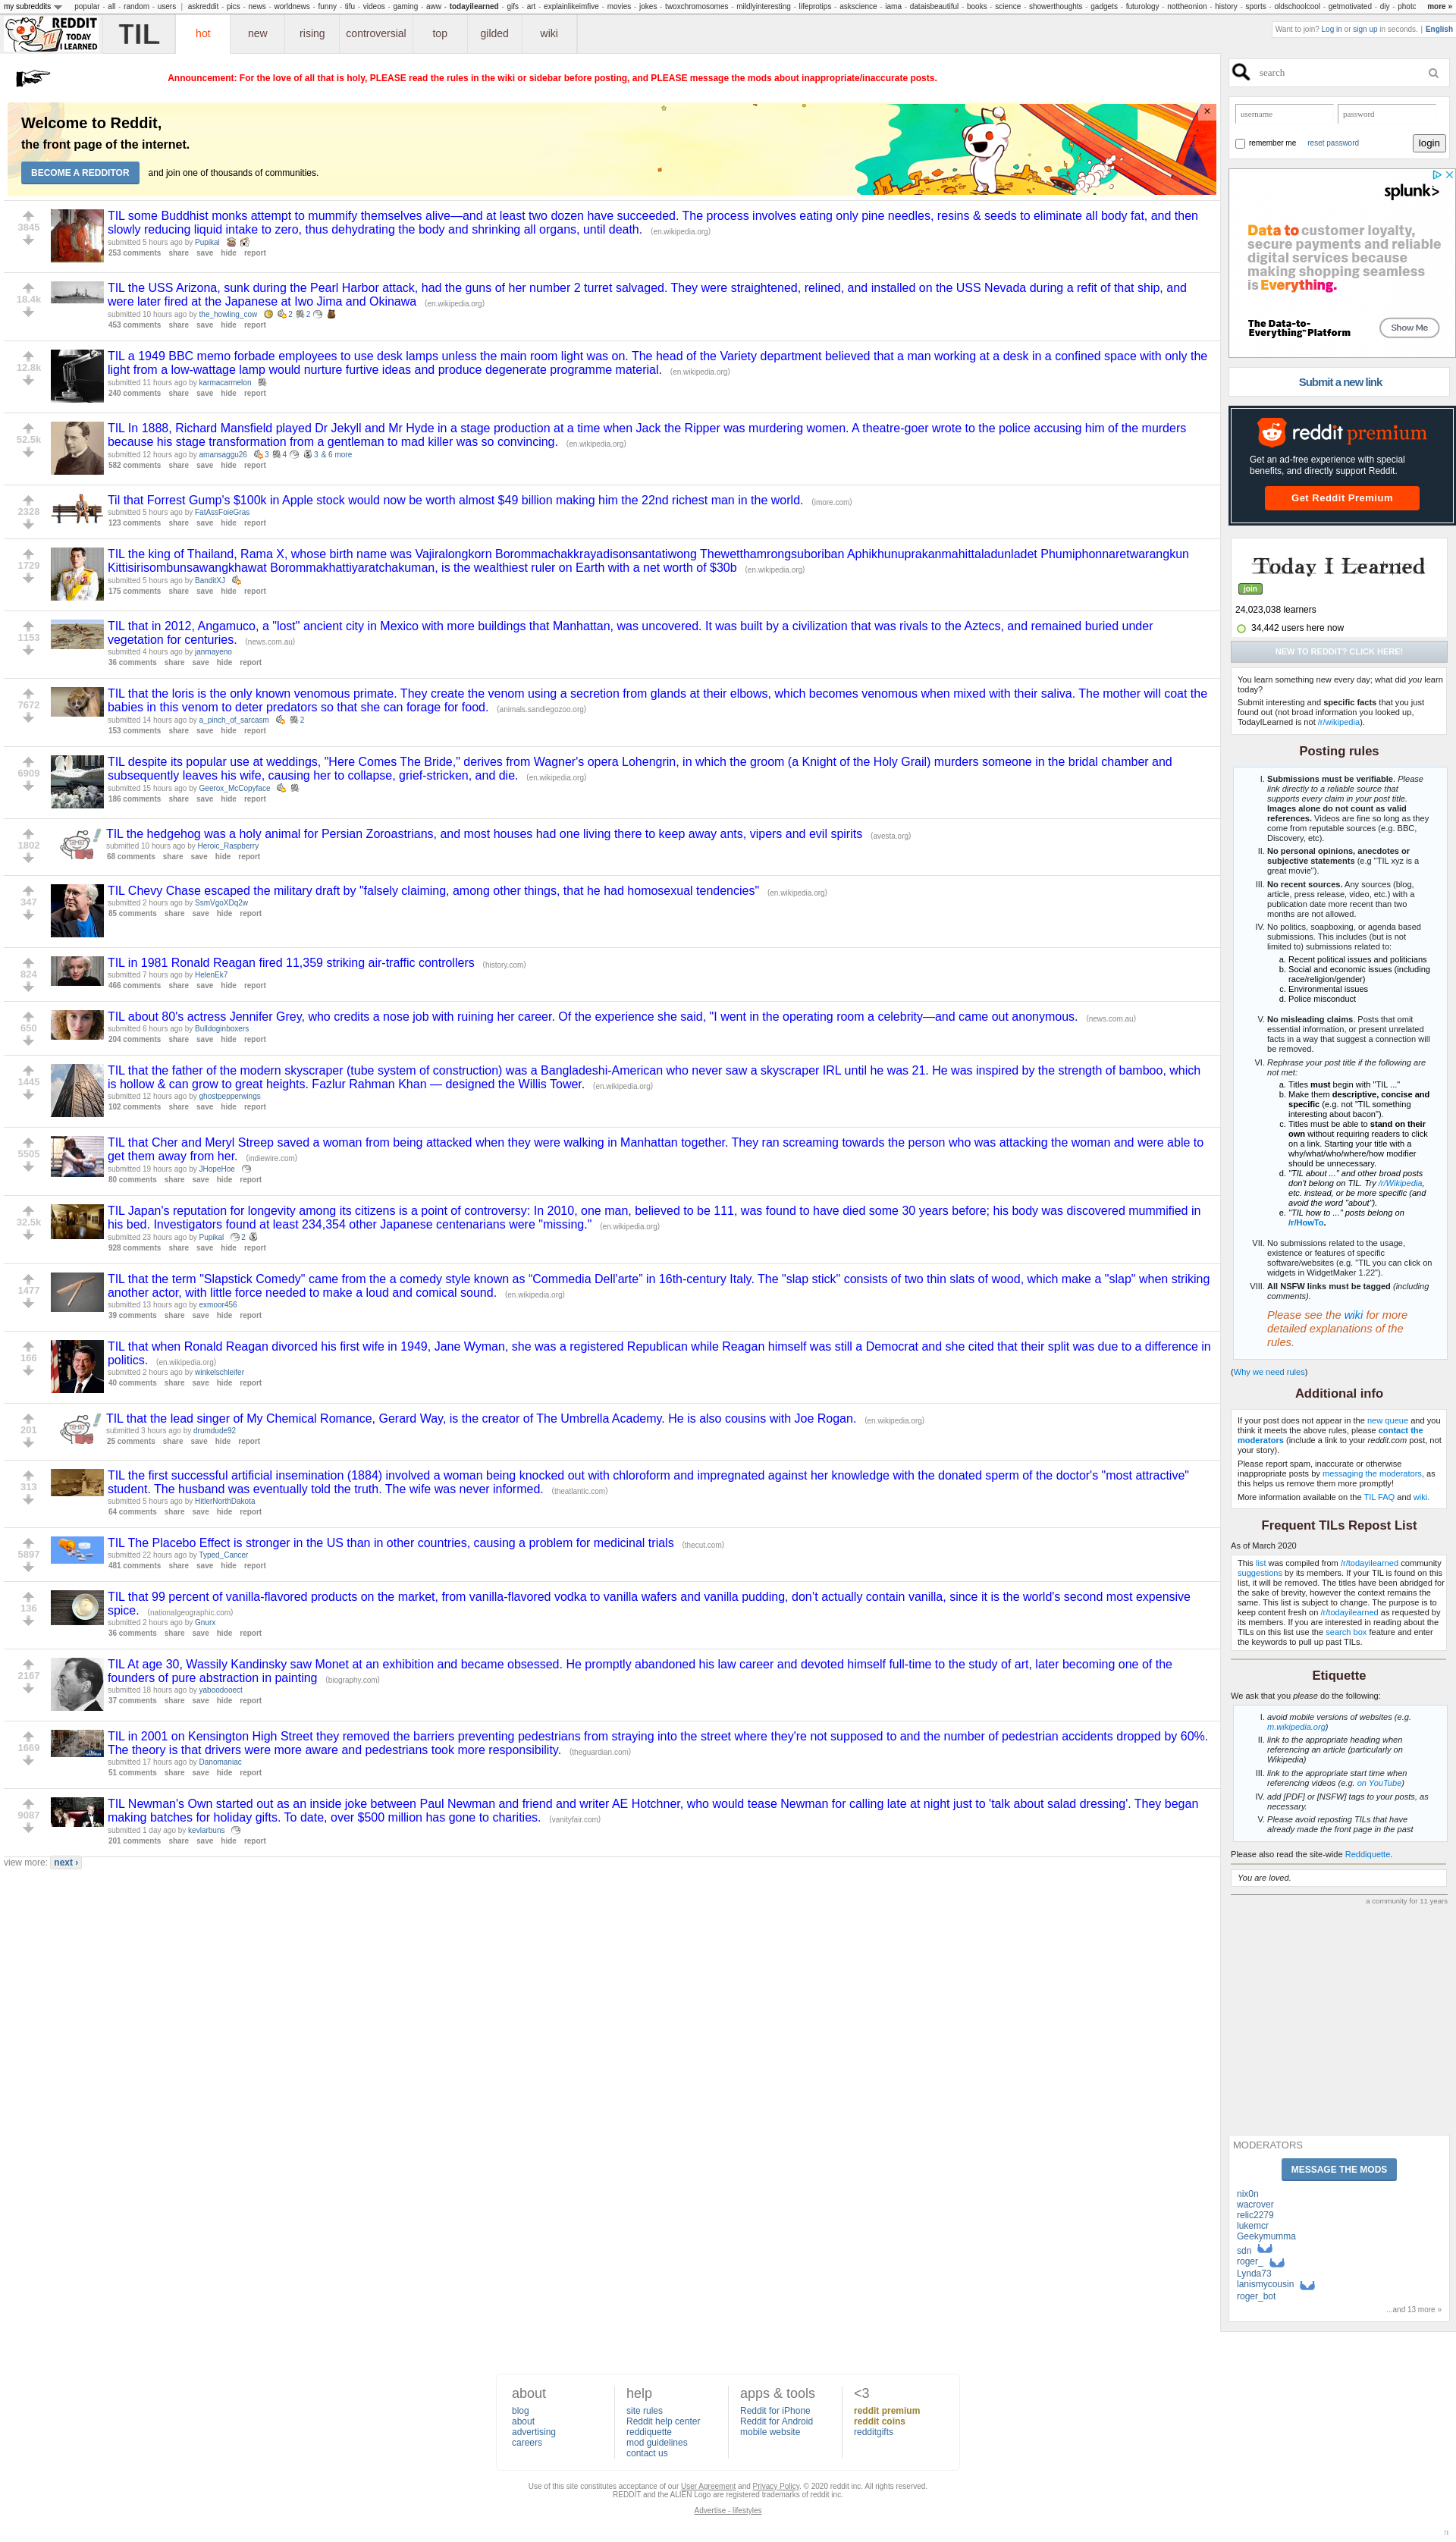 my subreddits popular - all - random - users | askreddit - pics - news - worldnews - funny - tifu - videos - gaming - aww - todayilearned - gifs - art - explainlikeimfive - movies - jokes - twoxchromosomes - mildlyinteresting - lifeprotips - askscience - iama - dataisbeautiful - books - science - showerthoughts - gadgets - futurology - nottheonion - history - sports - oldschoolcool - getmotivated - diy - photc more »
REDDIT
TODAY
I LEARNED
TIL
hot new rising controversial top gilded wiki
Want to join? Log in or sign up in seconds. | English
Announcement: For the love of all that is holy, PLEASE read the rules in the wiki or sidebar before posting, and PLEASE message the mods about inappropriate/inaccurate posts.
Welcome to Reddit,
the front page of the internet.
BECOME A REDDITOR and join one of thousands of communities.
×
3845
TIL some Buddhist monks attempt to mummify themselves alive—and at least two dozen have succeeded. The process involves eating only pine needles, resins & seeds to eliminate all body fat, and then
slowly reducing liquid intake to zero, thus dehydrating the body and shrinking all organs, until death. (en.wikipedia.org)
submitted 5 hours ago by Pupikal
253 comments share save hide report
18.4k
TIL the USS Arizona, sunk during the Pearl Harbor attack, had the guns of her number 2 turret salvaged. They were straightened, relined, and installed on the USS Nevada during a refit of that ship, and
were later fired at the Japanese at Iwo Jima and Okinawa (en.wikipedia.org)
submitted 10 hours ago by the_howling_cow 2 2
453 comments share save hide report
12.8k
TIL a 1949 BBC memo forbade employees to use desk lamps unless the main room light was on. The head of the Variety department believed that a man working at a desk in a confined space with only the
light from a low-wattage lamp would nurture furtive ideas and produce degenerate programme material. (en.wikipedia.org)
submitted 11 hours ago by karmacarmelon
240 comments share save hide report
52.5k
TIL In 1888, Richard Mansfield played Dr Jekyll and Mr Hyde in a stage production at a time when Jack the Ripper was murdering women. A theatre-goer wrote to the police accusing him of the murders
because his stage transformation from a gentleman to mad killer was so convincing. (en.wikipedia.org)
submitted 12 hours ago by amansaggu26 3 4 3 & 6 more
582 comments share save hide report
2328
Til that Forrest Gump's $100k in Apple stock would now be worth almost $49 billion making him the 22nd richest man in the world. (imore.com)
submitted 5 hours ago by FatAssFoieGras
123 comments share save hide report
1729
TIL the king of Thailand, Rama X, whose birth name was Vajiralongkorn Borommachakkrayadisonsantatiwong Thewetthamrongsuboriban Aphikhunuprakanmahittaladunladet Phumiphonnaretwarangkun
Kittisirisombunsawangkhawat Borommakhattiyaratchakuman, is the wealthiest ruler on Earth with a net worth of $30b (en.wikipedia.org)
submitted 5 hours ago by BanditXJ
175 comments share save hide report
1153
TIL that in 2012, Angamuco, a "lost" ancient city in Mexico with more buildings that Manhattan, was uncovered. It was built by a civilization that was rivals to the Aztecs, and remained buried under
vegetation for centuries. (news.com.au)
submitted 4 hours ago by janmayeno
36 comments share save hide report
7672
TIL that the loris is the only known venomous primate. They create the venom using a secretion from glands at their elbows, which becomes venomous when mixed with their saliva. The mother will coat the
babies in this venom to deter predators so that she can forage for food. (animals.sandiegozoo.org)
submitted 14 hours ago by a_pinch_of_sarcasm 2
153 comments share save hide report
6909
TIL despite its popular use at weddings, "Here Comes The Bride," derives from Wagner's opera Lohengrin, in which the groom (a Knight of the Holy Grail) murders someone in the bridal chamber and
subsequently leaves his wife, causing her to collapse, grief-stricken, and die. (en.wikipedia.org)
submitted 15 hours ago by Geerox_McCopyface
186 comments share save hide report
1802
TIL the hedgehog was a holy animal for Persian Zoroastrians, and most houses had one living there to keep away ants, vipers and evil spirits (avesta.org)
submitted 10 hours ago by Heroic_Raspberry
68 comments share save hide report
347
TIL Chevy Chase escaped the military draft by "falsely claiming, among other things, that he had homosexual tendencies" (en.wikipedia.org)
submitted 2 hours ago by SsmVgoXDq2w
85 comments share save hide report
824
TIL in 1981 Ronald Reagan fired 11,359 striking air-traffic controllers (history.com)
submitted 7 hours ago by HelenEk7
466 comments share save hide report
650
TIL about 80's actress Jennifer Grey, who credits a nose job with ruining her career. Of the experience she said, "I went in the operating room a celebrity—and came out anonymous. (news.com.au)
submitted 6 hours ago by Bulldoginboxers
204 comments share save hide report
1445
TIL that the father of the modern skyscraper (tube system of construction) was a Bangladeshi-American who never saw a skyscraper IRL until he was 21. He was inspired by the strength of bamboo, which
is hollow & can grow to great heights. Fazlur Rahman Khan — designed the Willis Tower. (en.wikipedia.org)
submitted 12 hours ago by ghostpepperwings
102 comments share save hide report
5505
TIL that Cher and Meryl Streep saved a woman from being attacked when they were walking in Manhattan together. They ran screaming towards the person who was attacking the woman and were able to
get them away from her. (indiewire.com)
submitted 19 hours ago by JHopeHoe
80 comments share save hide report
32.5k
TIL Japan's reputation for longevity among its citizens is a point of controversy: In 2010, one man, believed to be 111, was found to have died some 30 years before; his body was discovered mummified in
his bed. Investigators found at least 234,354 other Japanese centenarians were "missing." (en.wikipedia.org)
submitted 23 hours ago by Pupikal 2
928 comments share save hide report
1477
TIL that the term "Slapstick Comedy" came from the a comedy style known as “Commedia Dell'arte” in 16th-century Italy. The "slap stick" consists of two thin slats of wood, which make a "slap" when striking
another actor, with little force needed to make a loud and comical sound. (en.wikipedia.org)
submitted 13 hours ago by exmoor456
39 comments share save hide report
166
TIL that when Ronald Reagan divorced his first wife in 1949, Jane Wyman, she was a registered Republican while Reagan himself was still a Democrat and she cited that their split was due to a difference in
politics. (en.wikipedia.org)
submitted 2 hours ago by winkelschleifer
40 comments share save hide report
201
TIL that the lead singer of My Chemical Romance, Gerard Way, is the creator of The Umbrella Academy. He is also cousins with Joe Rogan. (en.wikipedia.org)
submitted 3 hours ago by drumdude92
25 comments share save hide report
313
TIL the first successful artificial insemination (1884) involved a woman being knocked out with chloroform and impregnated against her knowledge with the donated sperm of the doctor's "most attractive"
student. The husband was eventually told the truth. The wife was never informed. (theatlantic.com)
submitted 5 hours ago by HitlerNorthDakota
64 comments share save hide report
5897
TIL The Placebo Effect is stronger in the US than in other countries, causing a problem for medicinal trials (thecut.com)
submitted 22 hours ago by Typed_Cancer
481 comments share save hide report
136
TIL that 99 percent of vanilla-flavored products on the market, from vanilla-flavored vodka to vanilla wafers and vanilla pudding, don’t actually contain vanilla, since it is the world's second most expensive
spice. (nationalgeographic.com)
submitted 2 hours ago by Gnurx
36 comments share save hide report
2167
TIL At age 30, Wassily Kandinsky saw Monet at an exhibition and became obsessed. He promptly abandoned his law career and devoted himself full-time to the study of art, later becoming one of the
founders of pure abstraction in painting (biography.com)
submitted 18 hours ago by yaboodooect
37 comments share save hide report
1669
TIL in 2001 on Kensington High Street they removed the barriers preventing pedestrians from straying into the street where they're not supposed to and the number of pedestrian accidents dropped by 60%.
The theory is that drivers were more aware and pedestrians took more responsibility. (theguardian.com)
submitted 17 hours ago by Danomaniac
51 comments share save hide report
9087
TIL Newman's Own started out as an inside joke between Paul Newman and friend and writer AE Hotchner, who would tease Newman for calling late at night just to 'talk about salad dressing'. They began
making batches for holiday gifts. To date, over $500 million has gone to charities. (vanityfair.com)
submitted 1 day ago by kevlarbuns
201 comments share save hide report
view more: next ›
search
username password
remember me reset password login
splunk>
Data to customer loyalty,
secure payments and reliable
digital services because
making shopping seamless
is Everything.
The Data-to-
Everything™ Platform
Show Me
Submit a new link
reddit premium
Get an ad-free experience with special
benefits, and directly support Reddit.
Get Reddit Premium
Today I Learned
join
24,023,038 learners
34,442 users here now
NEW TO REDDIT? CLICK HERE!
You learn something new every day; what did you learn
today?
Submit interesting and specific facts that you just
found out (not broad information you looked up,
TodayILearned is not /r/wikipedia).
Posting rules
I. Submissions must be verifiable. Please
link directly to a reliable source that
supports every claim in your post title.
Images alone do not count as valid
references. Videos are fine so long as they
come from reputable sources (e.g. BBC,
Discovery, etc).
II. No personal opinions, anecdotes or
subjective statements (e.g "TIL xyz is a
great movie").
III. No recent sources. Any sources (blog,
article, press release, video, etc.) with a
publication date more recent than two
months are not allowed.
IV. No politics, soapboxing, or agenda based
submissions. This includes (but is not
limited to) submissions related to:
a. Recent political issues and politicians
b. Social and economic issues (including
race/religion/gender)
c. Environmental issues
d. Police misconduct
V. No misleading claims. Posts that omit
essential information, or present unrelated
facts in a way that suggest a connection will
be removed.
VI. Rephrase your post title if the following are
not met:
a. Titles must begin with "TIL ..."
b. Make them descriptive, concise and
specific (e.g. not "TIL something
interesting about bacon").
c. Titles must be able to stand on their
own without requiring readers to click
on a link. Starting your title with a
why/what/who/where/how modifier
should be unnecessary.
d. "TIL about ..." and other broad posts
don't belong on TIL. Try /r/Wikipedia,
etc. instead, or be more specific (and
avoid the word "about").
e. "TIL how to ..." posts belong on
/r/HowTo.
VII. No submissions related to the usage,
existence or features of specific
software/websites (e.g. "TIL you can click on
widgets in WidgetMaker 1.22").
VIII. All NSFW links must be tagged (including
comments).
Please see the wiki for more
detailed explanations of the
rules.
(Why we need rules)
Additional info
If your post does not appear in the new queue and you
think it meets the above rules, please contact the
moderators (include a link to your reddit.com post, not
your story).
Please report spam, inaccurate or otherwise
inappropriate posts by messaging the moderators, as
this helps us remove them more promptly!
More information available on the TIL FAQ and wiki.
Frequent TILs Repost List
As of March 2020
This list was compiled from /r/todayilearned community
suggestions by its members. If your TIL is found on this
list, it will be removed. The titles have been abridged for
the sake of brevity, however the context remains the
same. This list is subject to change. The purpose is to
keep content fresh on /r/todayilearned as requested by
its members. If you are interested in reading about the
TILs on this list use the search box feature and enter
the keywords to pull up past TILs.
Etiquette
We ask that you please do the following:
I. avoid mobile versions of websites (e.g.
m.wikipedia.org)
II. link to the appropriate heading when
referencing an article (particularly on
Wikipedia)
III. link to the appropriate start time when
referencing videos (e.g. on YouTube)
IV. add [PDF] or [NSFW] tags to your posts, as
necessary.
V. Please avoid reposting TILs that have
already made the front page in the past
Please also read the site-wide Reddiquette.
You are loved.
a community for 11 years
MODERATORS
MESSAGE THE MODS
nix0n
wacrover
relic2279
lukemcr
Geekymumma
sdn
roger_
Lynda73
lanismycousin
roger_bot
...and 13 more »
about help apps & tools <3
blog site rules Reddit for iPhone reddit premium
about Reddit help center Reddit for Android reddit coins
advertising reddiquette mobile website redditgifts
careers mod guidelines
contact us
Use of this site constitutes acceptance of our User Agreement and Privacy Policy. © 2020 reddit inc. All rights reserved.
REDDIT and the ALIEN Logo are registered trademarks of reddit inc.
Advertise - lifestyles
π